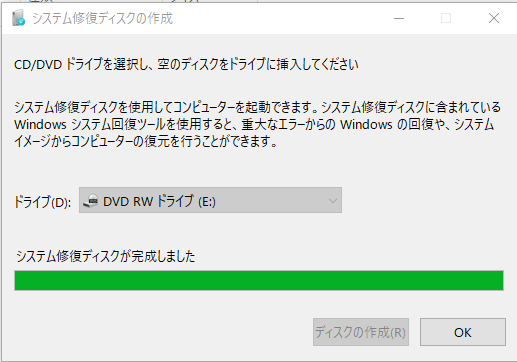 システム修復ディスクの作成
CD/DVD ドライブを選択し、空のディスクをドライブに挿入してください
システム修復ディスクを使用してコンピューターを起動できます。システム修復ディスクに含まれている
Windows システム回復ツールを使用すると、重大なエラーからの Windows の回復や、システム
イメージからコンピューターの復元を行うことができます。
ドライブ(D): DVD RW ドライブ (E:)
システム修復ディスクが完成しました
ディスクの作成(R) OK